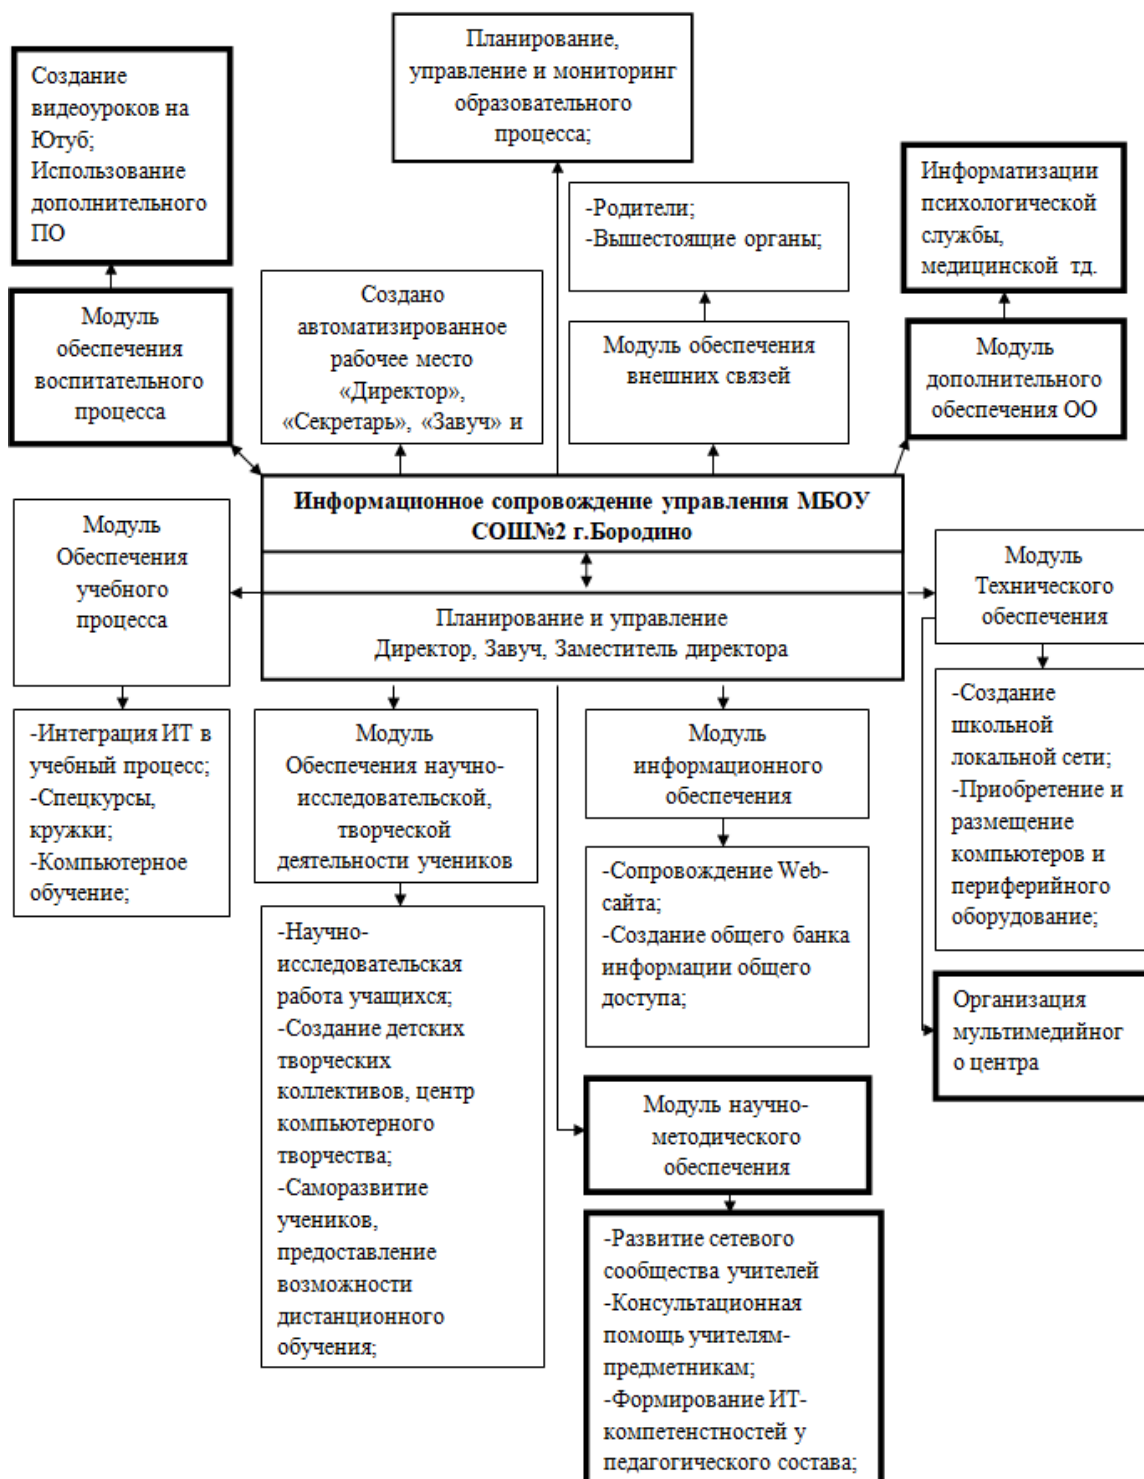 Планирование,
управление и мониторинг
образовательного
процесса;
Создание
видеоуроков на
Ютуб;
Использование
дополнительного
ПО
Информатизации
психологической
службы,
медицинской тд.
-Родители;
-Вышестоящие органы;
Модуль
обеспечения
воспитательного
процесса
Создано
автоматизированное
рабочее место
«Директор»,
«Секретарь», «Завуч» и
Модуль обеспечения
внешних связей
Модуль
дополнительного
обеспечения ОО
Информационное сопровождение управления МБОУ
СОШ№2 г.Бородино
Планирование и управление
Директор, Завуч, Заместитель директора
Модуль
Обеспечения
учебного
процесса
Модуль
Технического
обеспечения
-Интеграция ИТ в
учебный процесс;
-Спецкурсы,
кружки;
-Компьютерное
обучение;
Модуль
Обеспечения научно-
исследовательской,
творческой
деятельности учеников
Модуль
информационного
обеспечения
-Создание
школьной
локальной сети;
-Приобретение и
размещение
компьютеров и
периферийного
оборудование;
-Научно-
исследовательская
работа учащихся;
-Создание детских
творческих
коллективов, центр
компьютерного
творчества;
-Саморазвитие
учеников,
предоставление
возможности
дистанционного
обучения;
-Сопровождение Web-
сайта;
-Создание общего банка
информации общего
доступа;
Организация
мультимедийног
о центра
Модуль научно-
методического
обеспечения
-Развитие сетевого
сообщества учителей
-Консультационная
помощь учителям-
предметникам;
-Формирование ИТ-
компетенстностей у
педагогического состава;